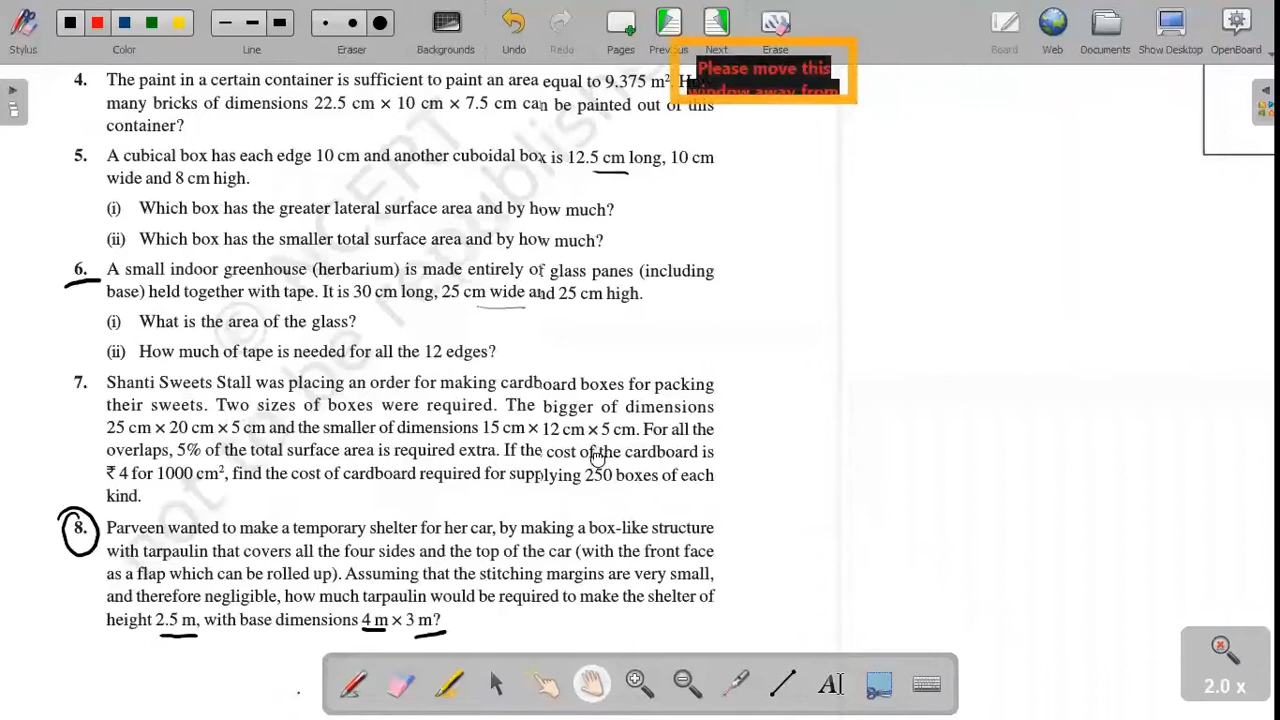 Stylus
Color
Line
Eraser
Backgrounds
Undo
Redo
Pages
Previous
Next
Erase
Board
Web
Documents
Show Desktop
OpenBoard
Please move this
window away from
4. The paint in a certain container is sufficient to paint an area equal to 9.375 m². How
many bricks of dimensions 22.5 cm × 10 cm × 7.5 cm can be painted out of this
container?
5. A cubical box has each edge 10 cm and another cuboidal box is 12.5 cm long, 10 cm
wide and 8 cm high.
(i) Which box has the greater lateral surface area and by how much?
(ii) Which box has the smaller total surface area and by how much?
6. A small indoor greenhouse (herbarium) is made entirely of glass panes (including
base) held together with tape. It is 30 cm long, 25 cm wide and 25 cm high.
(i) What is the area of the glass?
(ii) How much of tape is needed for all the 12 edges?
7. Shanti Sweets Stall was placing an order for making cardboard boxes for packing
their sweets. Two sizes of boxes were required. The bigger of dimensions
25 cm × 20 cm × 5 cm and the smaller of dimensions 15 cm × 12 cm × 5 cm. For all the
overlaps, 5% of the total surface area is required extra. If the cost of the cardboard is
₹ 4 for 1000 cm², find the cost of cardboard required for supplying 250 boxes of each
kind.
8. Parveen wanted to make a temporary shelter for her car, by making a box-like structure
with tarpaulin that covers all the four sides and the top of the car (with the front face
as a flap which can be rolled up). Assuming that the stitching margins are very small,
and therefore negligible, how much tarpaulin would be required to make the shelter of
height 2.5 m, with base dimensions 4 m × 3 m?
© NCERT
not to be republish
2.0 x